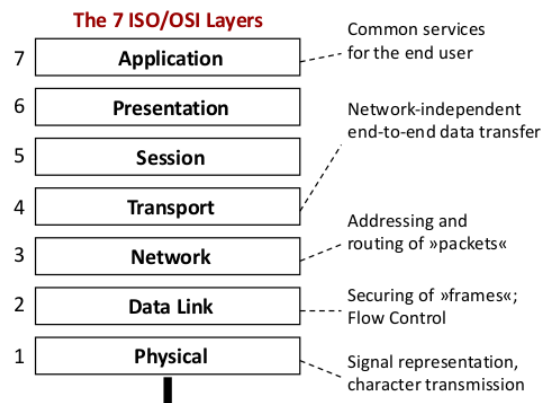 The 7 ISO/OSI Layers
7 Application
Common services
for the end user
6 Presentation
Network-independent
end-to-end data transfer
5 Session
4 Transport
Addressing and
routing of »packets«
3 Network
2 Data Link
Securing of »frames«;
Flow Control
1 Physical
Signal representation,
character transmission